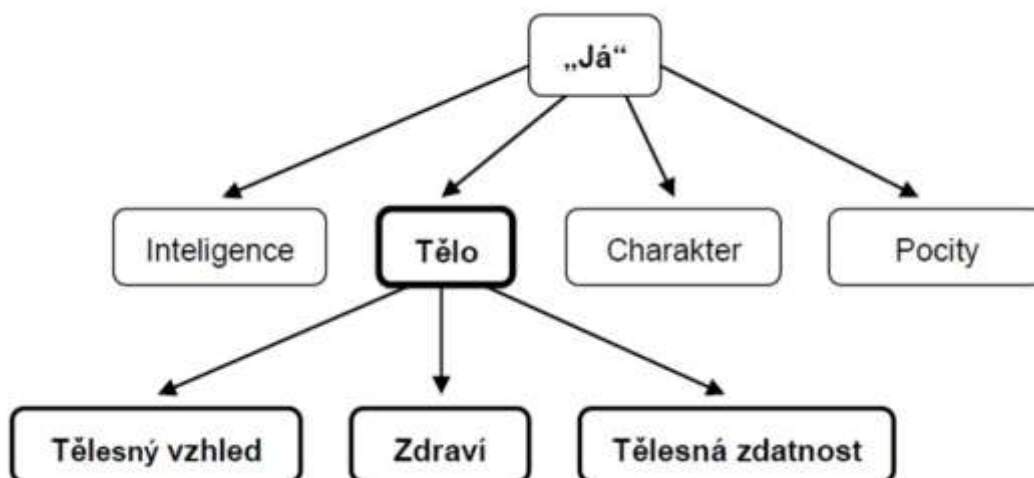 „Já“
Inteligence
Tělo
Charakter
Pocity
Tělesný vzhled
Zdraví
Tělesná zdatnost